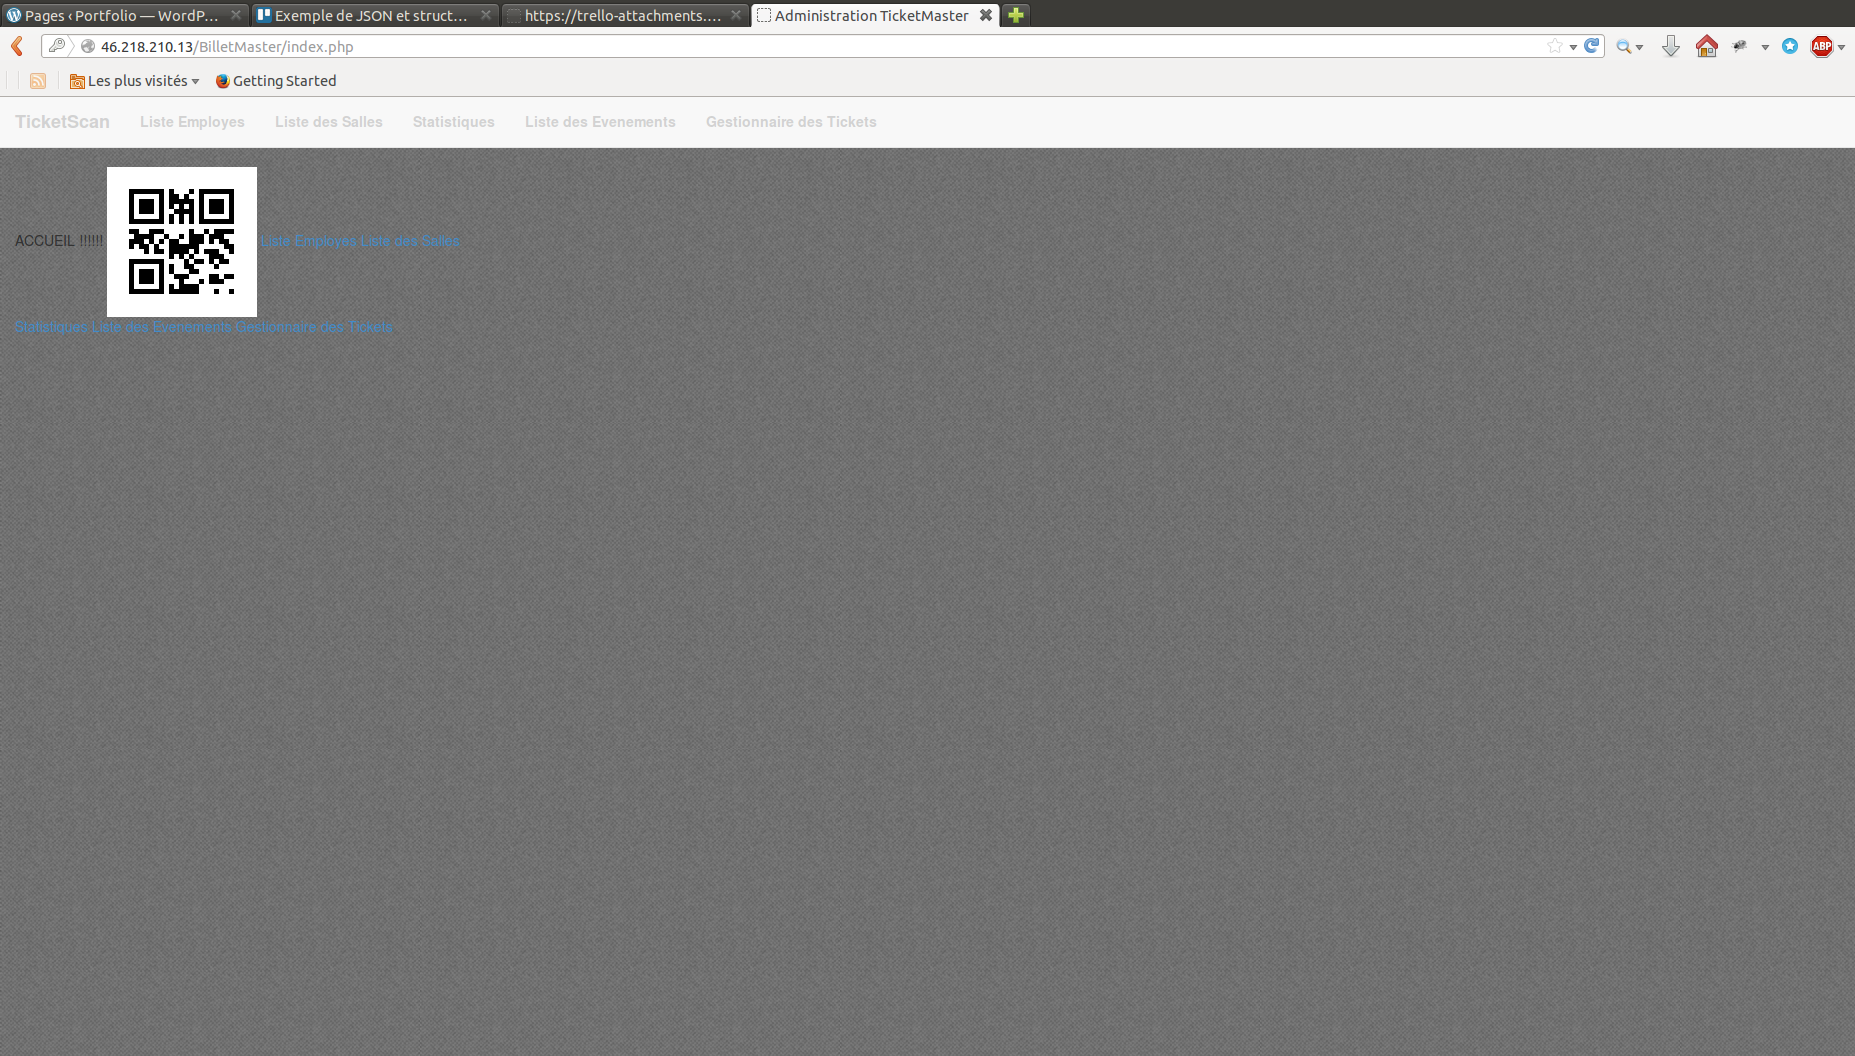 Pages ‹ Portfolio — WordP...
Exemple de JSON et struct...
https://trello-attachments....
Administration TicketMaster
46.218.210.13/BilletMaster/index.php
ABP
Les plus visités
Getting Started
TicketScan Liste Employes Liste des Salles Statistiques Liste des Evenements Gestionnaire des Tickets
ACCUEIL !!!!!! Liste Employes Liste des Salles
Statistiques Liste des Evenements Gestionnaire des Tickets